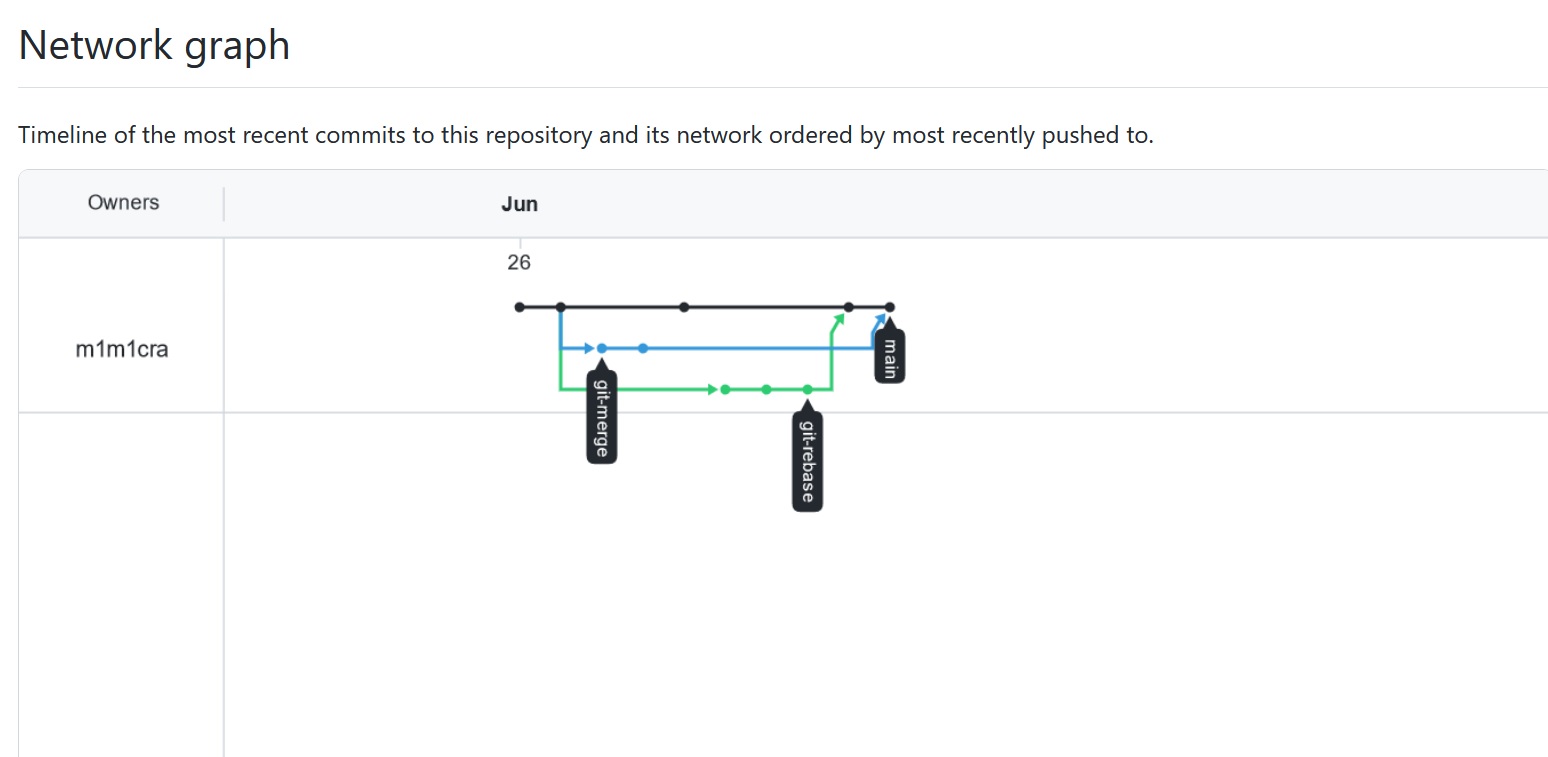 Network graph
Timeline of the most recent commits to this repository and its network ordered by most recently pushed to.
Owners
Jun
26
m1m1cra
main
git-merge
git-rebase